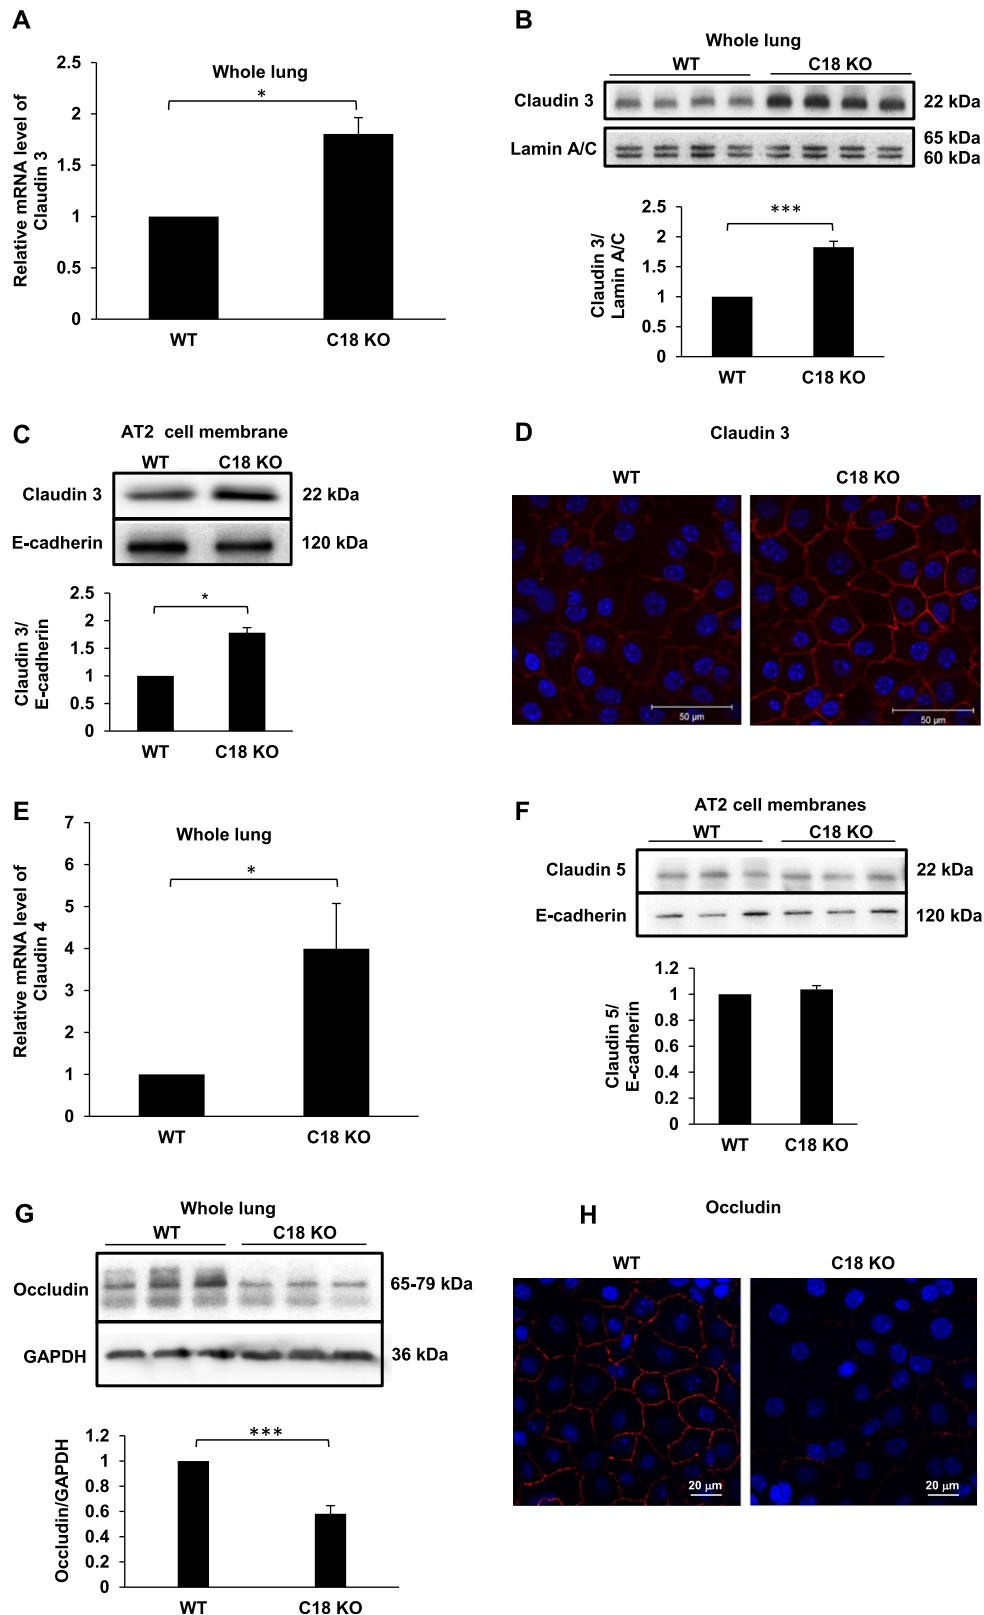 A
Whole lung
*
Relative mRNA level of
Claudin 3
2.5
2
1.5
1
0.5
0
WT
C18 KO
B
Whole lung
WT
C18 KO
Claudin 3
22 kDa
Lamin A/C
65 kDa
60 kDa
Claudin 3/
Lamin A/C
2.5
2
1.5
1
0.5
0
***
WT
C18 KO
C
AT2 cell membrane
WT
C18 KO
Claudin 3
22 kDa
E-cadherin
120 kDa
Claudin 3/
E-cadherin
2.5
2
1.5
1
0.5
0
*
WT
C18 KO
D
Claudin 3
WT
C18 KO
50 µm
50 µm
E
Whole lung
*
Relative mRNA level of
Claudin 4
7
6
5
4
3
2
1
0
WT
C18 KO
F
AT2 cell membranes
WT
C18 KO
Claudin 5
22 kDa
E-cadherin
120 kDa
Claudin 5/
E-cadherin
1.2
1
0.8
0.6
0.4
0.2
0
WT
C18 KO
G
Whole lung
WT
C18 KO
Occludin
65-79 kDa
GAPDH
36 kDa
Occludin/GAPDH
1.2
1
0.8
0.6
0.4
0.2
0
***
WT
C18 KO
H
Occludin
WT
C18 KO
20 µm
20 µm